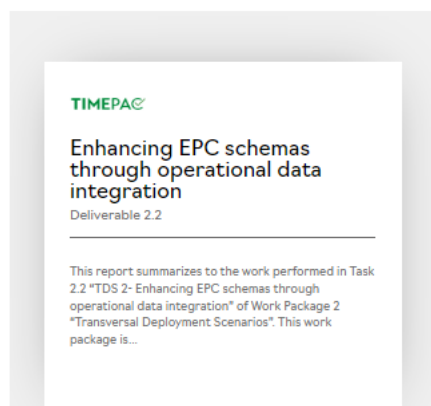 TIMEPAC
Enhancing EPC schemas
through operational data
integration
Deliverable 2.2
This report summarizes to the work performed in Task
2.2 “TDS 2- Enhancing EPC schemas through
operational data integration” of Work Package 2
“Transversal Deployment Scenarios”. This work
package is...